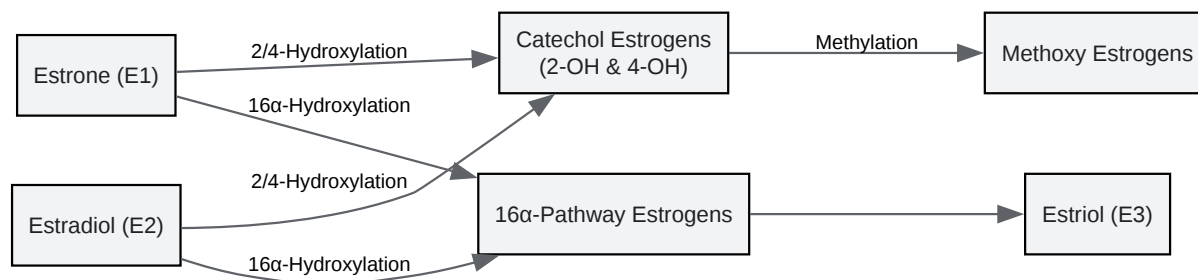 Estrone (E1)
2/4-Hydroxylation
16α-Hydroxylation
Catechol Estrogens
(2-OH & 4-OH)
Methylation
Methoxy Estrogens
Estradiol (E2)
2/4-Hydroxylation
16α-Hydroxylation
16α-Pathway Estrogens
Estriol (E3)